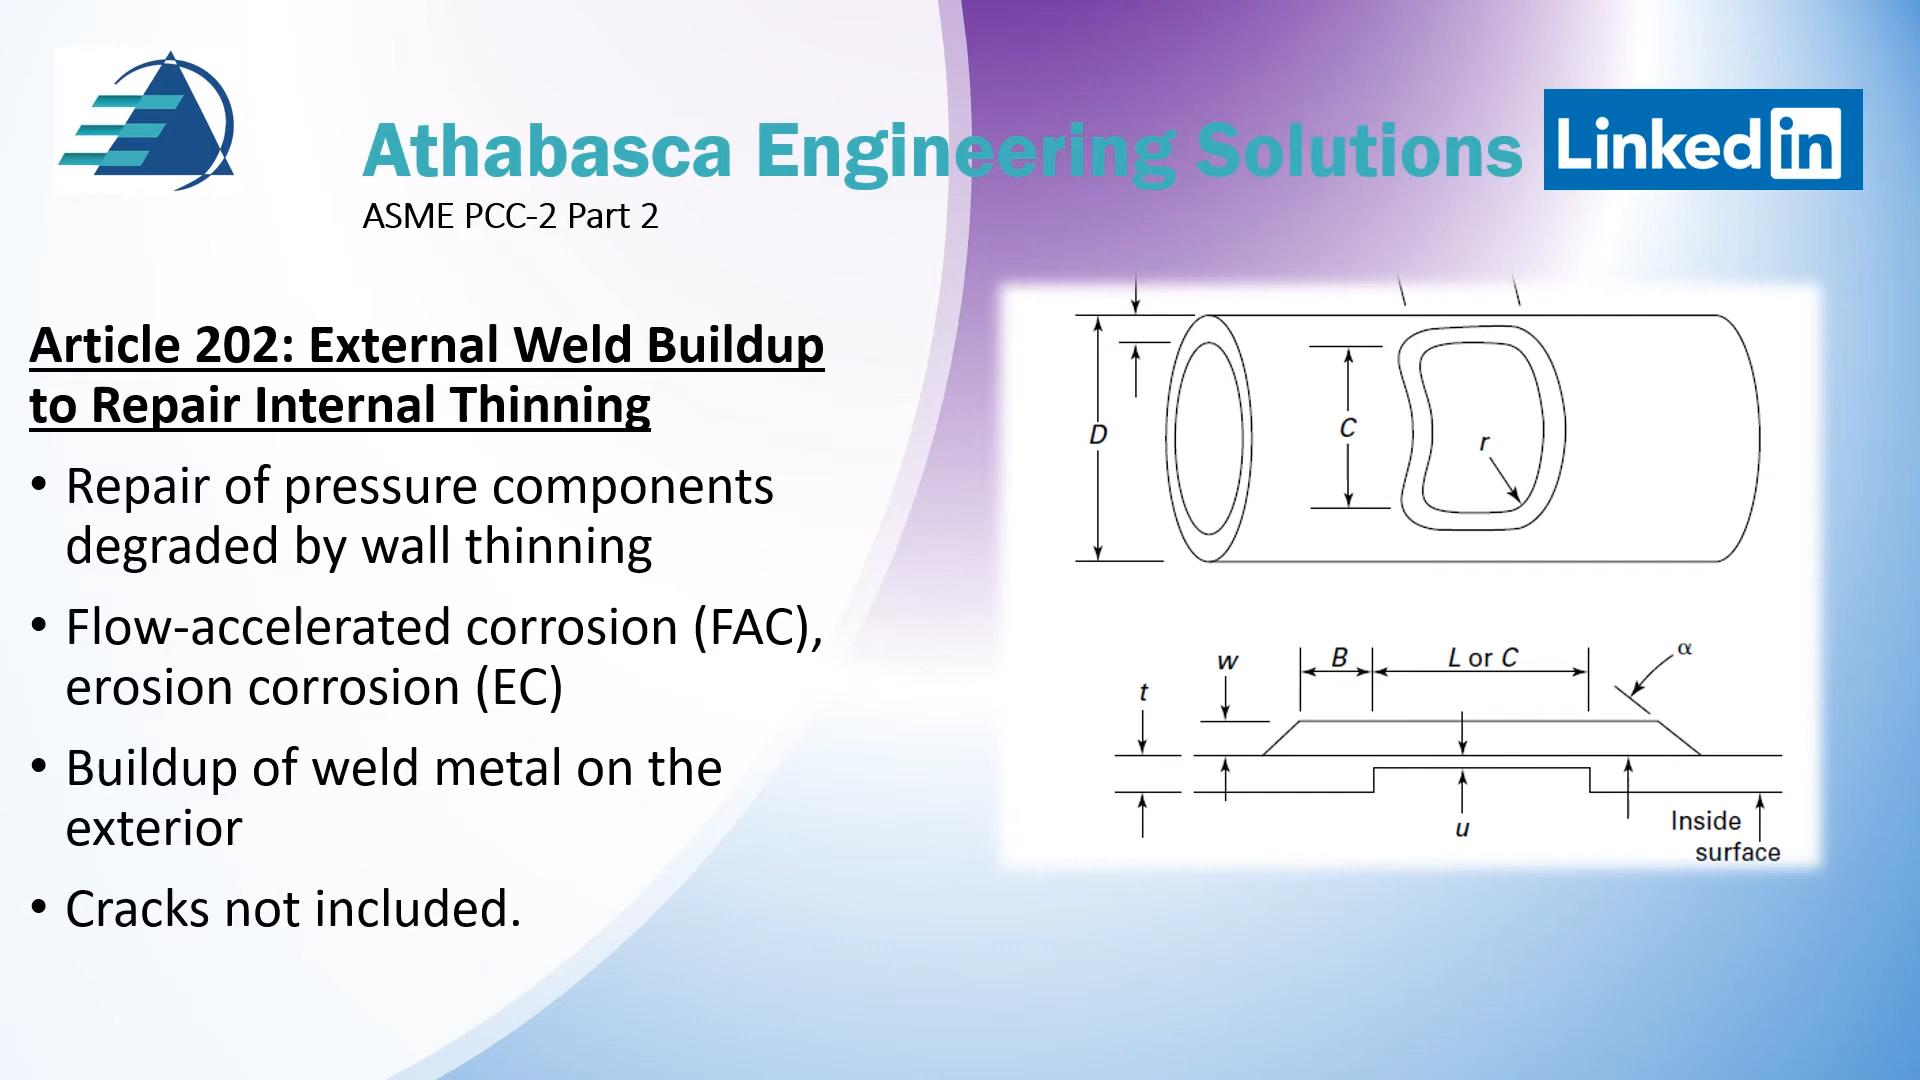 Athabasca Engineering Solutions
Linked in
ASME PCC-2 Part 2
Article 202: External Weld Buildup
to Repair Internal Thinning
• Repair of pressure components
degraded by wall thinning
• Flow-accelerated corrosion (FAC),
erosion corrosion (EC)
• Buildup of weld metal on the
exterior
• Cracks not included.
D
C
r
w
B
L or C
α
t
u
Inside
surface